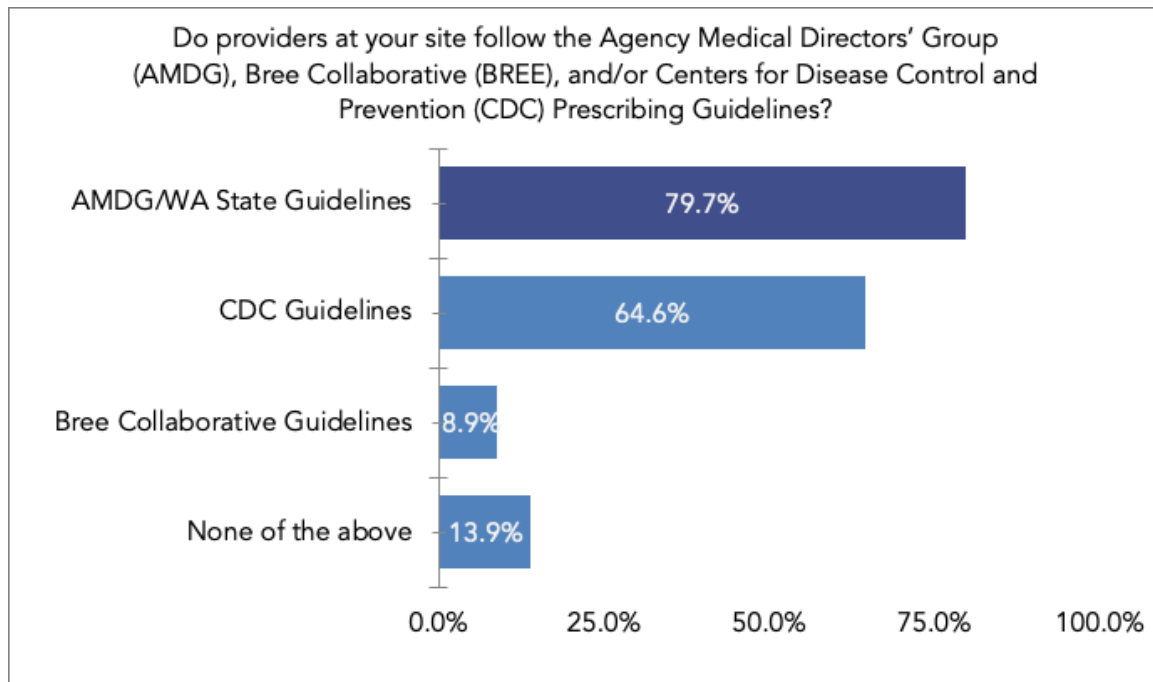 Do providers at your site follow the Agency Medical Directors’ Group
(AMDG), Bree Collaborative (BREE), and/or Centers for Disease Control and
Prevention (CDC) Prescribing Guidelines?
AMDG/WA State Guidelines
79.7%
CDC Guidelines
64.6%
Bree Collaborative Guidelines
8.9%
None of the above
13.9%
0.0% 25.0% 50.0% 75.0% 100.0%